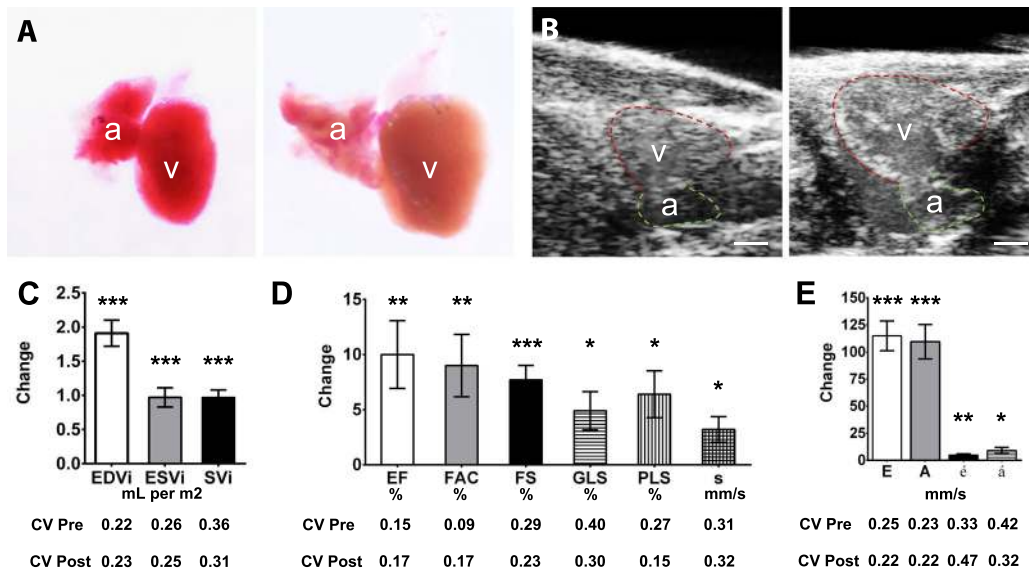 A
a
v
a
v
B
v
a
v
a
C
Change
2.5
2.0
1.5
1.0
0.5
0.0
***
***
***
EDVi ESVi SVi
mL per m2
CV Pre 0.22 0.26 0.36
CV Post 0.23 0.25 0.31
D
Change
15
10
5
0
**
**
***
*
*
*
EF FAC FS GLS PLS s
% % % % % mm/s
CV Pre 0.15 0.09 0.29 0.40 0.27 0.31
CV Post 0.17 0.17 0.23 0.30 0.15 0.32
E
Change
150
125
100
75
50
25
0
***
***
**
*
E A é á
mm/s
CV Pre 0.25 0.23 0.33 0.42
CV Post 0.22 0.22 0.47 0.32